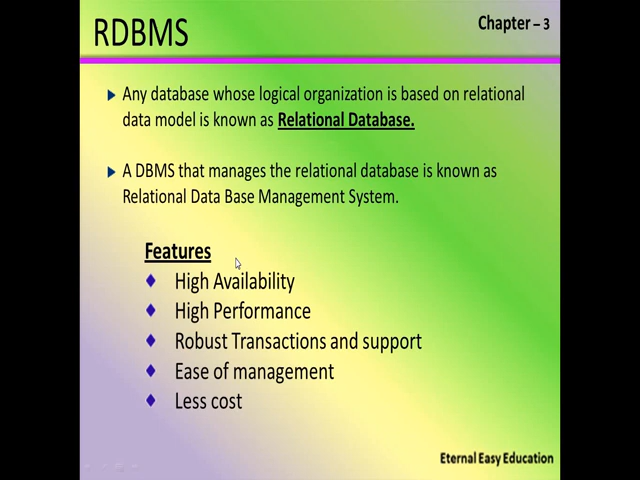 RDBMS
Chapter – 3
Any database whose logical organization is based on relational
data model is known as Relational Database.
A DBMS that manages the relational database is known as
Relational Data Base Management System.
Features
High Availability
High Performance
Robust Transactions and support
Ease of management
Less cost
Eternal Easy Education